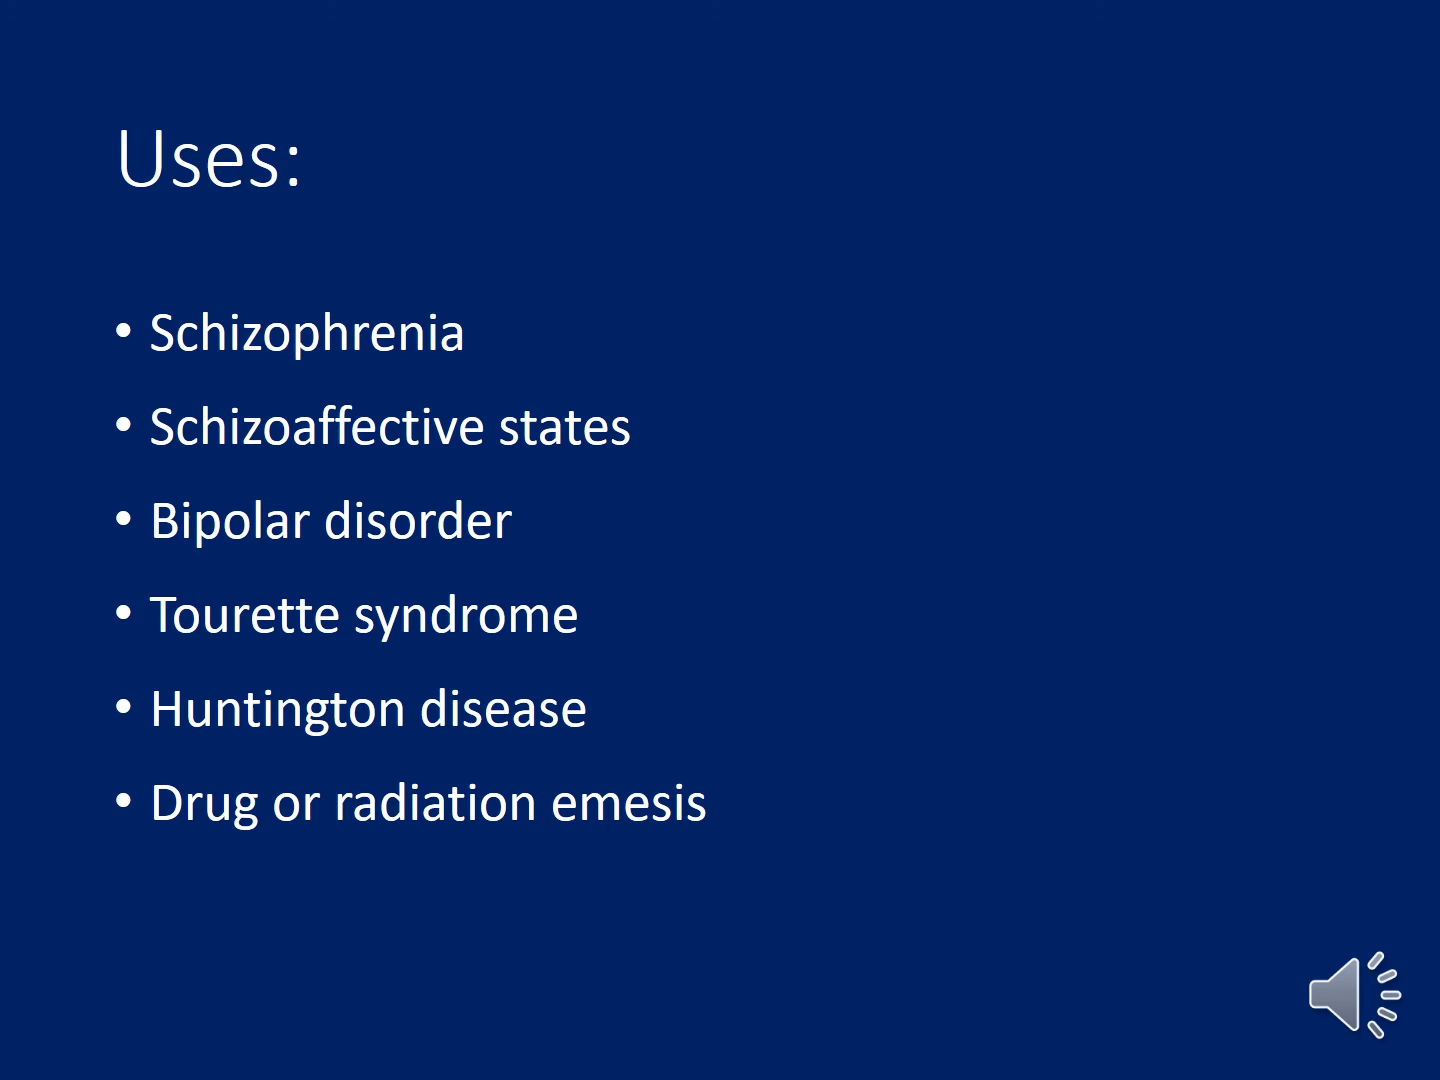 Uses:
• Schizophrenia
• Schizoaffective states
• Bipolar disorder
• Tourette syndrome
• Huntington disease
• Drug or radiation emesis